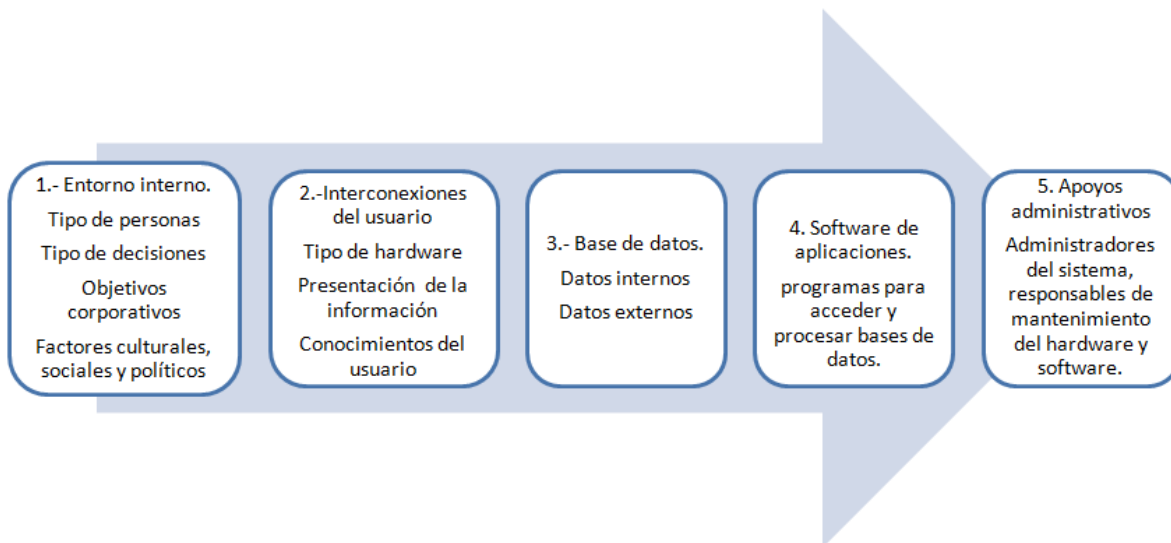 1.- Entorno interno.
Tipo de personas
Tipo de decisiones
Objetivos
corporativos
Factores culturales,
sociales y políticos
2.-Interconexiones
del usuario
Tipo de hardware
Presentación de la
información
Conocimientos del
usuario
3.- Base de datos.
Datos internos
Datos externos
4. Software de
aplicaciones.
programas para
acceder y
procesar bases de
datos.
5. Apoyos
administrativos
Administradores
del sistema,
responsables de
mantenimiento
del hardware y
software.